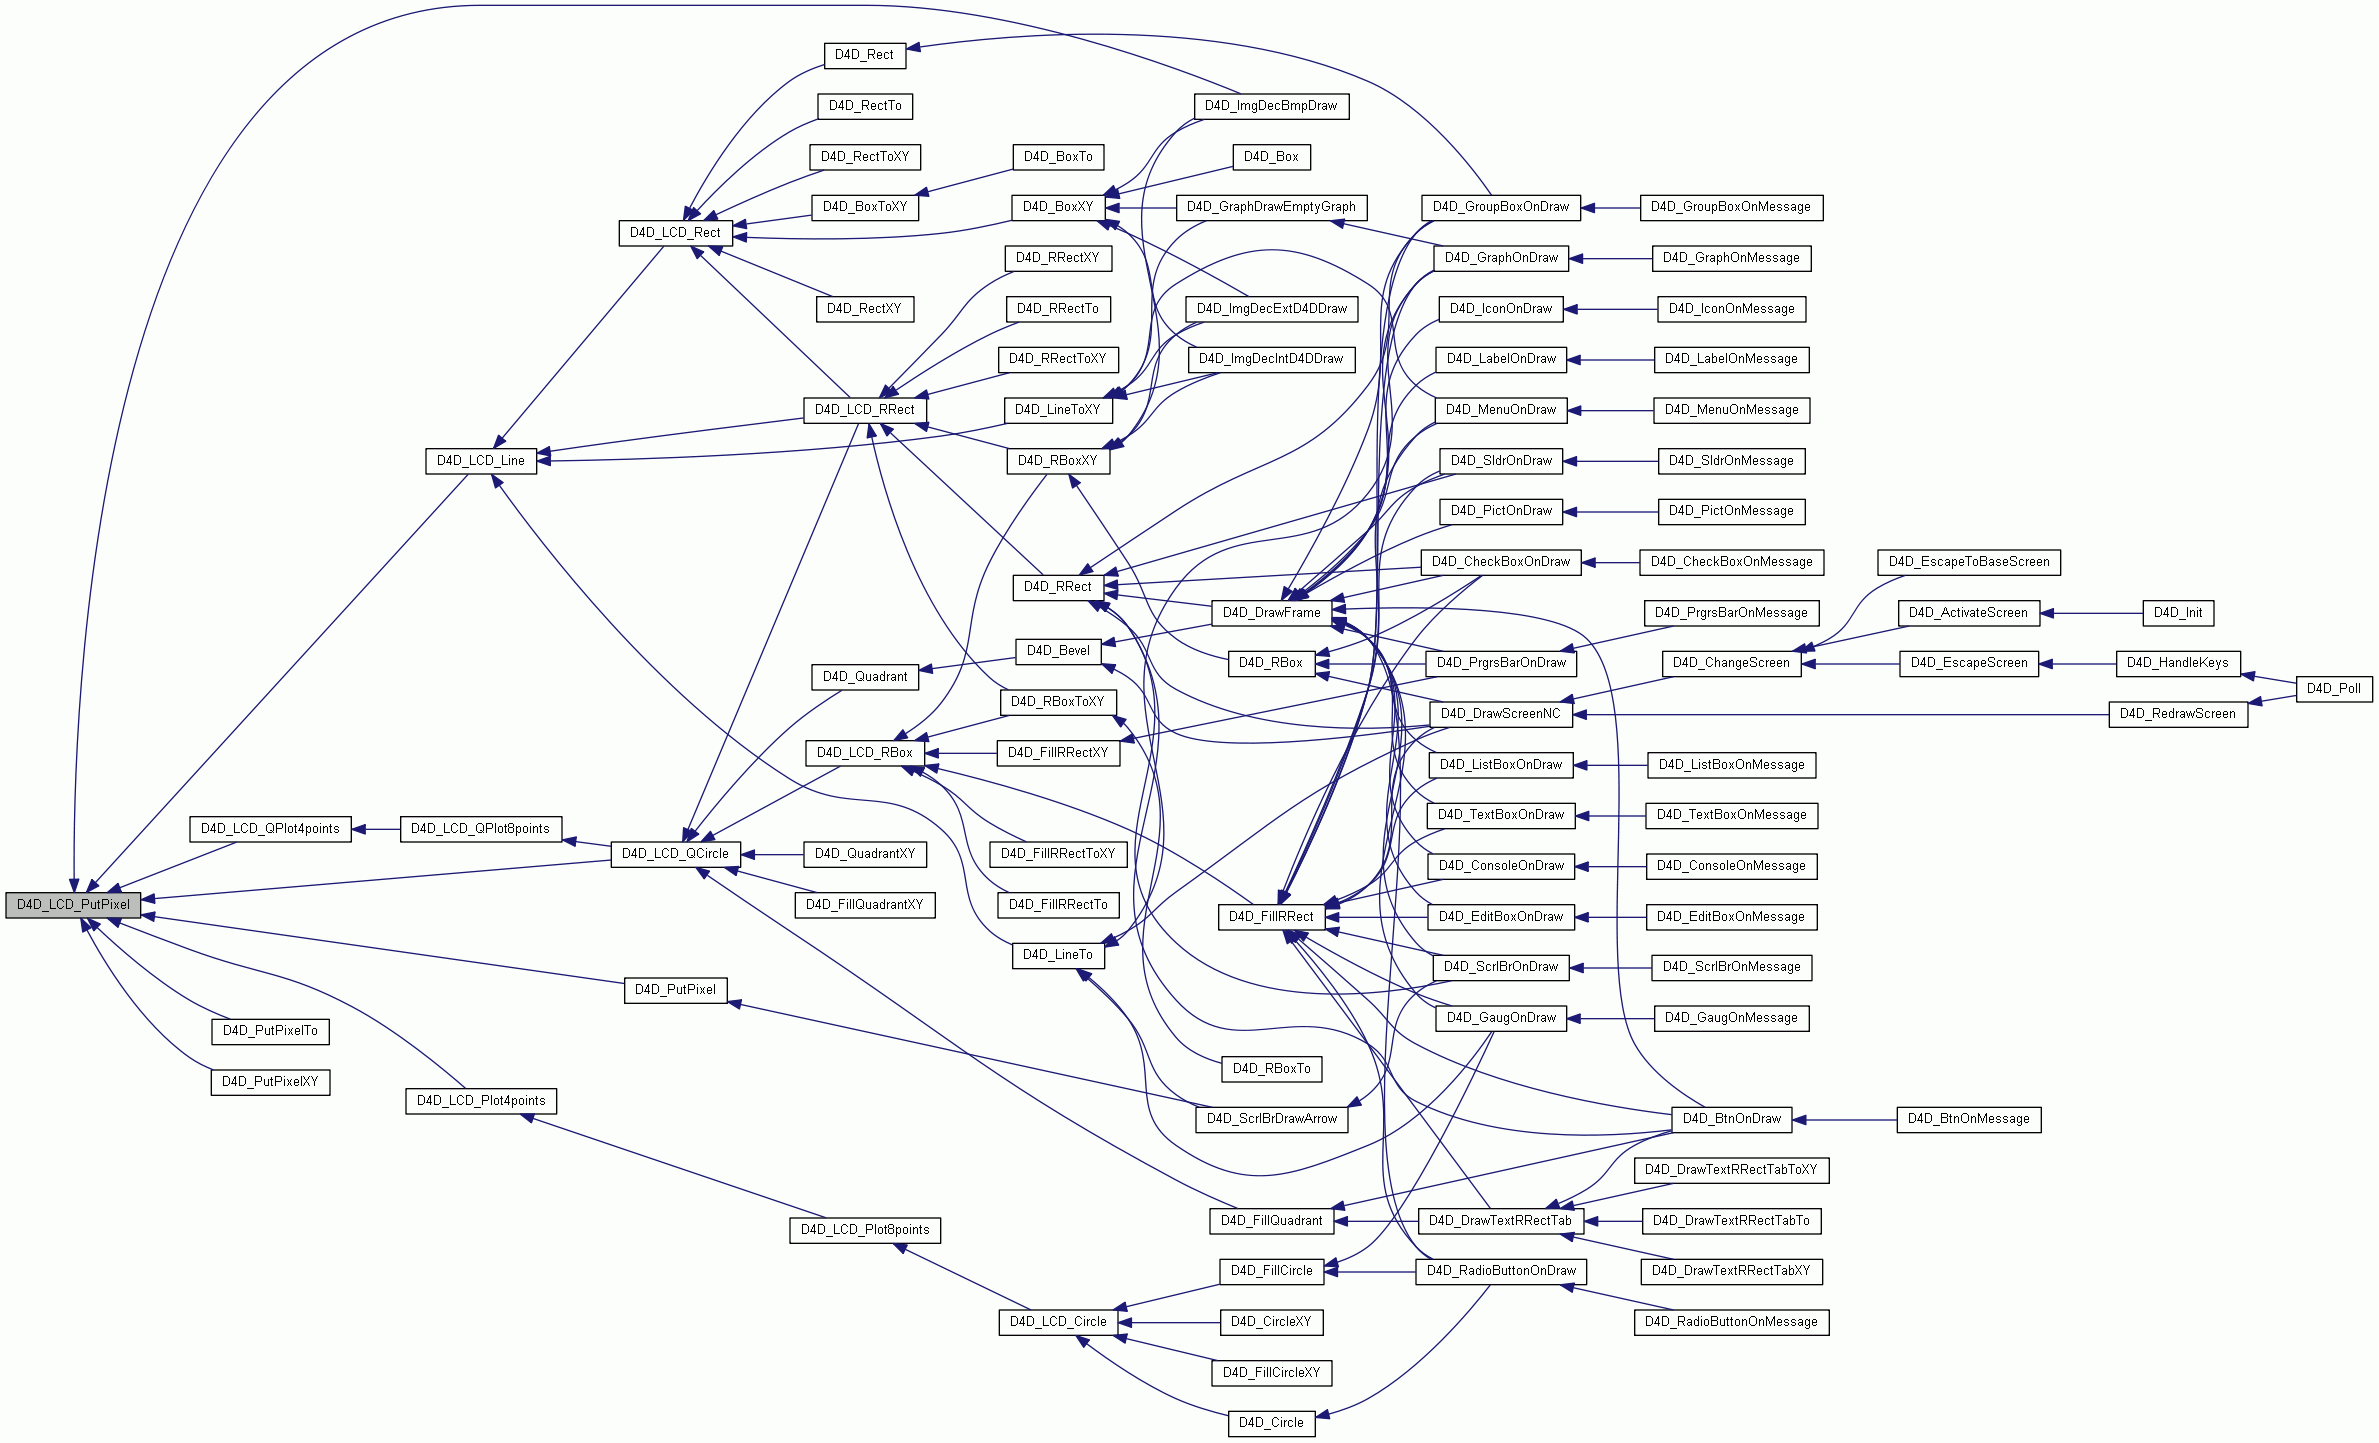 D4D_Rect
D4D_RectTo
D4D_ImgDecBmpDraw
D4D_RectToXY
D4D_BoxTo
D4D_Box
D4D_BoxToXY
D4D_BoxXY
D4D_GraphDrawEmptyGraph
D4D_GroupBoxOnDraw
D4D_GroupBoxOnMessage
D4D_LCD_Rect
D4D_RRectXY
D4D_GraphOnDraw
D4D_GraphOnMessage
D4D_RectXY
D4D_RRectTo
D4D_ImgDecExtD4DDraw
D4D_IconOnDraw
D4D_IconOnMessage
D4D_RRectToXY
D4D_ImgDecIntD4DDraw
D4D_LabelOnDraw
D4D_LabelOnMessage
D4D_LCD_RRect
D4D_LineToXY
D4D_MenuOnDraw
D4D_MenuOnMessage
D4D_LCD_Line
D4D_RBoxXY
D4D_SldrOnDraw
D4D_SldrOnMessage
D4D_PictOnDraw
D4D_PictOnMessage
D4D_CheckBoxOnDraw
D4D_CheckBoxOnMessage
D4D_EscapeToBaseScreen
D4D_RRect
D4D_DrawFrame
D4D_PrgrsBarOnMessage
D4D_ActivateScreen
D4D_Init
D4D_Bevel
D4D_RBox
D4D_PrgrsBarOnDraw
D4D_ChangeScreen
D4D_EscapeScreen
D4D_HandleKeys
D4D_Quadrant
D4D_Poll
D4D_RBoxToXY
D4D_DrawScreenNC
D4D_RedrawScreen
D4D_LCD_RBox
D4D_FillRRectXY
D4D_ListBoxOnDraw
D4D_ListBoxOnMessage
D4D_TextBoxOnDraw
D4D_TextBoxOnMessage
D4D_LCD_QPlot4points
D4D_LCD_QPlot8points
D4D_LCD_QCircle
D4D_QuadrantXY
D4D_FillRRectToXY
D4D_ConsoleOnDraw
D4D_ConsoleOnMessage
D4D_LCD_PutPixel
D4D_FillQuadrantXY
D4D_FillRRectTo
D4D_FillRRect
D4D_EditBoxOnDraw
D4D_EditBoxOnMessage
D4D_LineTo
D4D_ScrlBrOnDraw
D4D_ScrlBrOnMessage
D4D_PutPixel
D4D_PutPixelTo
D4D_GaugOnDraw
D4D_GaugOnMessage
D4D_RBoxTo
D4D_PutPixelXY
D4D_LCD_Plot4points
D4D_ScrlBrDrawArrow
D4D_BtnOnDraw
D4D_BtnOnMessage
D4D_DrawTextRRectTabToXY
D4D_FillQuadrant
D4D_DrawTextRRectTab
D4D_DrawTextRRectTabTo
D4D_LCD_Plot8points
D4D_FillCircle
D4D_RadioButtonOnDraw
D4D_DrawTextRRectTabXY
D4D_LCD_Circle
D4D_CircleXY
D4D_RadioButtonOnMessage
D4D_FillCircleXY
D4D_Circle